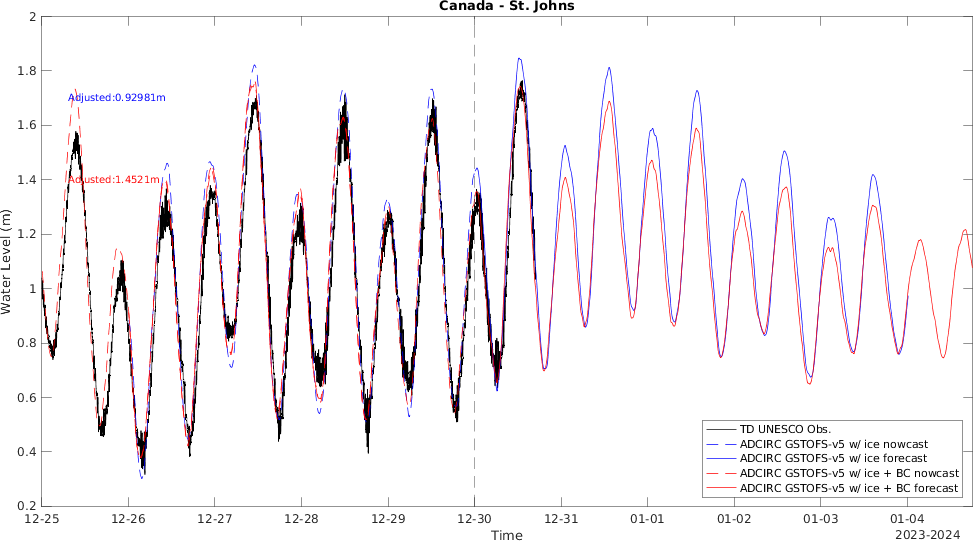 Canada - St. Johns
2
1.8
1.6
1.4
1.2
1
0.8
0.6
0.4
0.2
Water Level (m)
Adjusted:0.92981m
Adjusted:1.4521m
TD UNESCO Obs.
ADCIRC GSTOFS-v5 w/ ice nowcast
ADCIRC GSTOFS-v5 w/ ice forecast
ADCIRC GSTOFS-v5 w/ ice + BC nowcast
ADCIRC GSTOFS-v5 w/ ice + BC forecast
12-25 12-26 12-27 12-28 12-29 12-30 12-31 01-01 01-02 01-03 01-04
Time
2023-2024